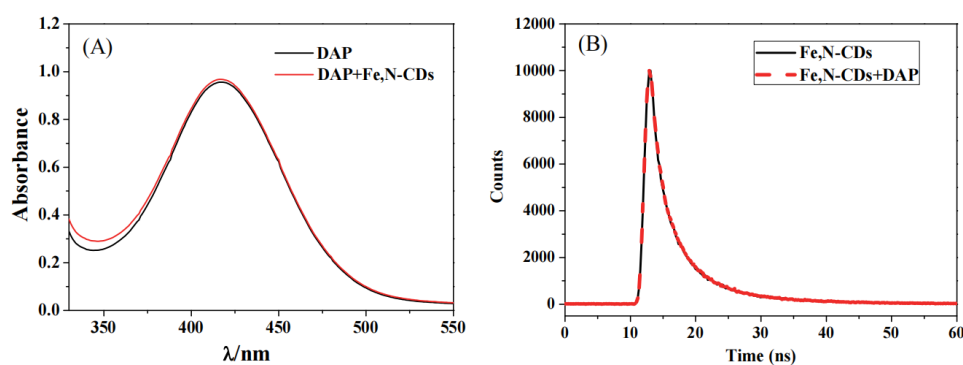 (A)
DAP
DAP+Fe,N-CDs
Absorbance
1.2
1.0
0.8
0.6
0.4
0.2
0.0
350 400 450 500 550
λ/nm
(B)
Fe,N-CDs
Fe,N-CDs+DAP
Counts
12000
10000
8000
6000
4000
2000
0
0 10 20 30 40 50 60
Time (ns)